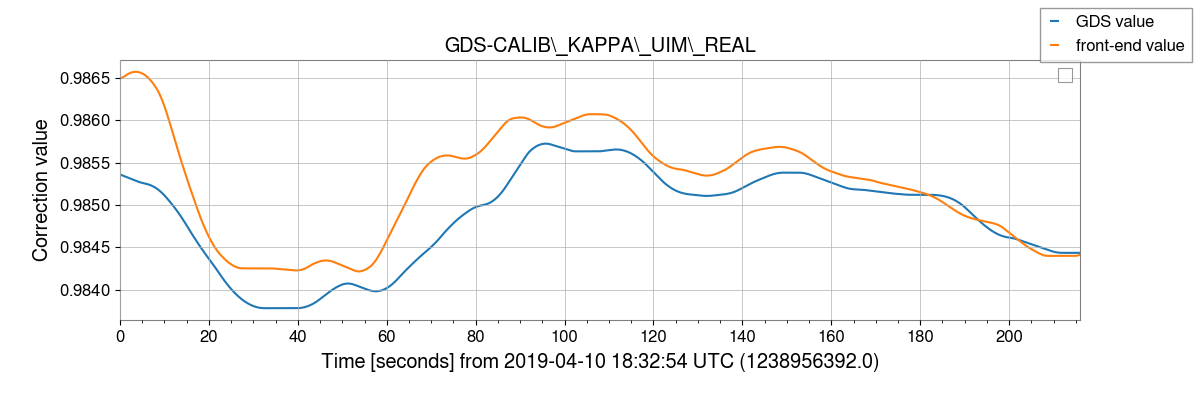 GDS value
front-end value
GDS-CALIB\_KAPPA\_UIM\_REAL
Correction value
0.9865
0.9860
0.9855
0.9850
0.9845
0.9840
0 20 40 60 80 100 120 140 160 180 200
Time [seconds] from 2019-04-10 18:32:54 UTC (1238956392.0)